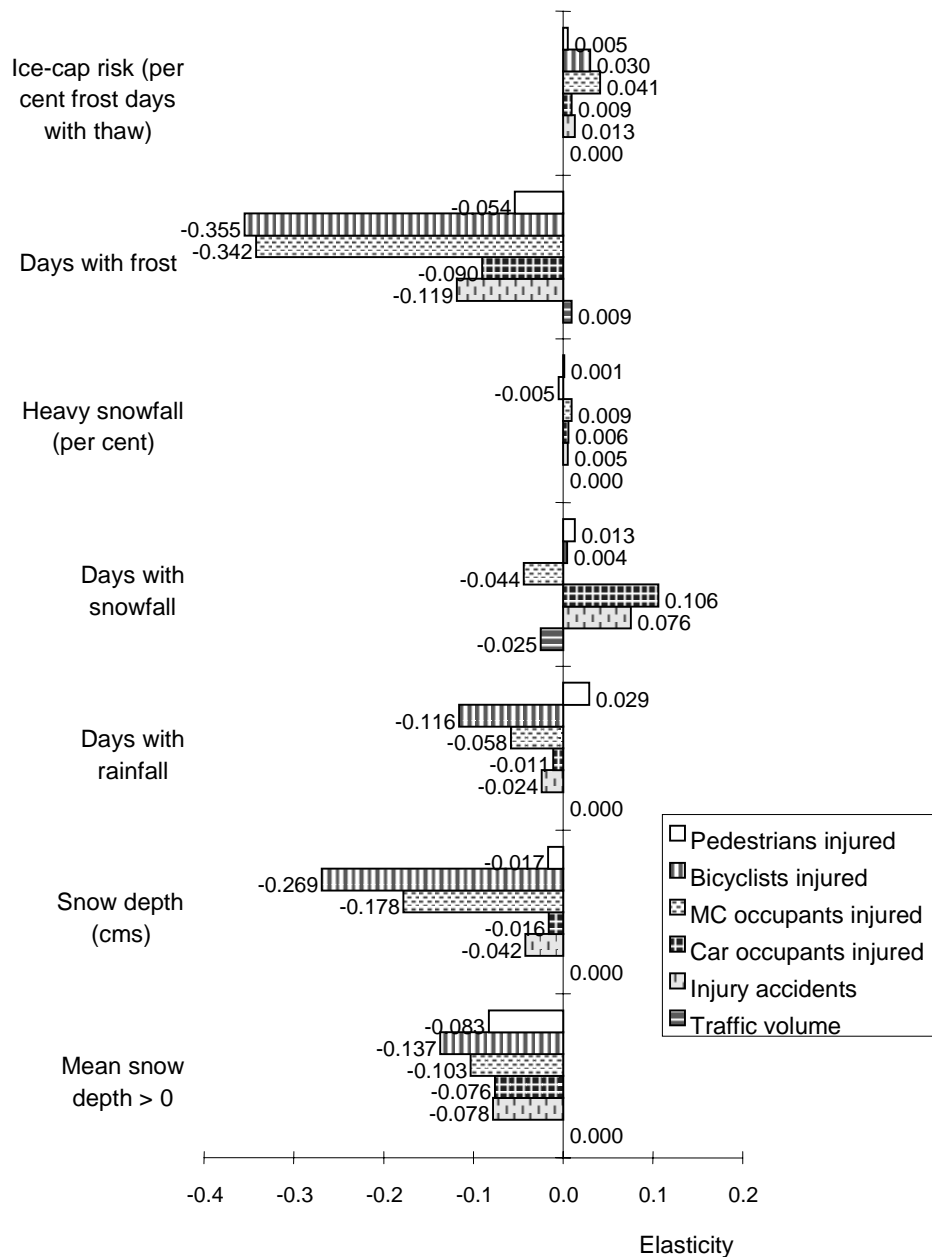 Ice-cap risk (per
cent frost days
with thaw)
0.005
0.030
0.041
0.009
0.013
0.000
Days with frost
-0.054
-0.355
-0.342
-0.090
-0.119
0.009
Heavy snowfall
(per cent)
0.001
-0.005
0.009
0.006
0.005
0.000
Days with
snowfall
0.013
0.004
-0.044
0.106
0.076
-0.025
Days with
rainfall
0.029
-0.116
-0.058
-0.011
-0.024
0.000
Snow depth
(cms)
-0.017
-0.269
-0.178
-0.016
-0.042
0.000
Mean snow
depth > 0
-0.083
-0.137
-0.103
-0.076
-0.078
0.000
Pedestrians injured
Bicyclists injured
MC occupants injured
Car occupants injured
Injury accidents
Traffic volume
-0.4 -0.3 -0.2 -0.1 0.0 0.1 0.2
Elasticity